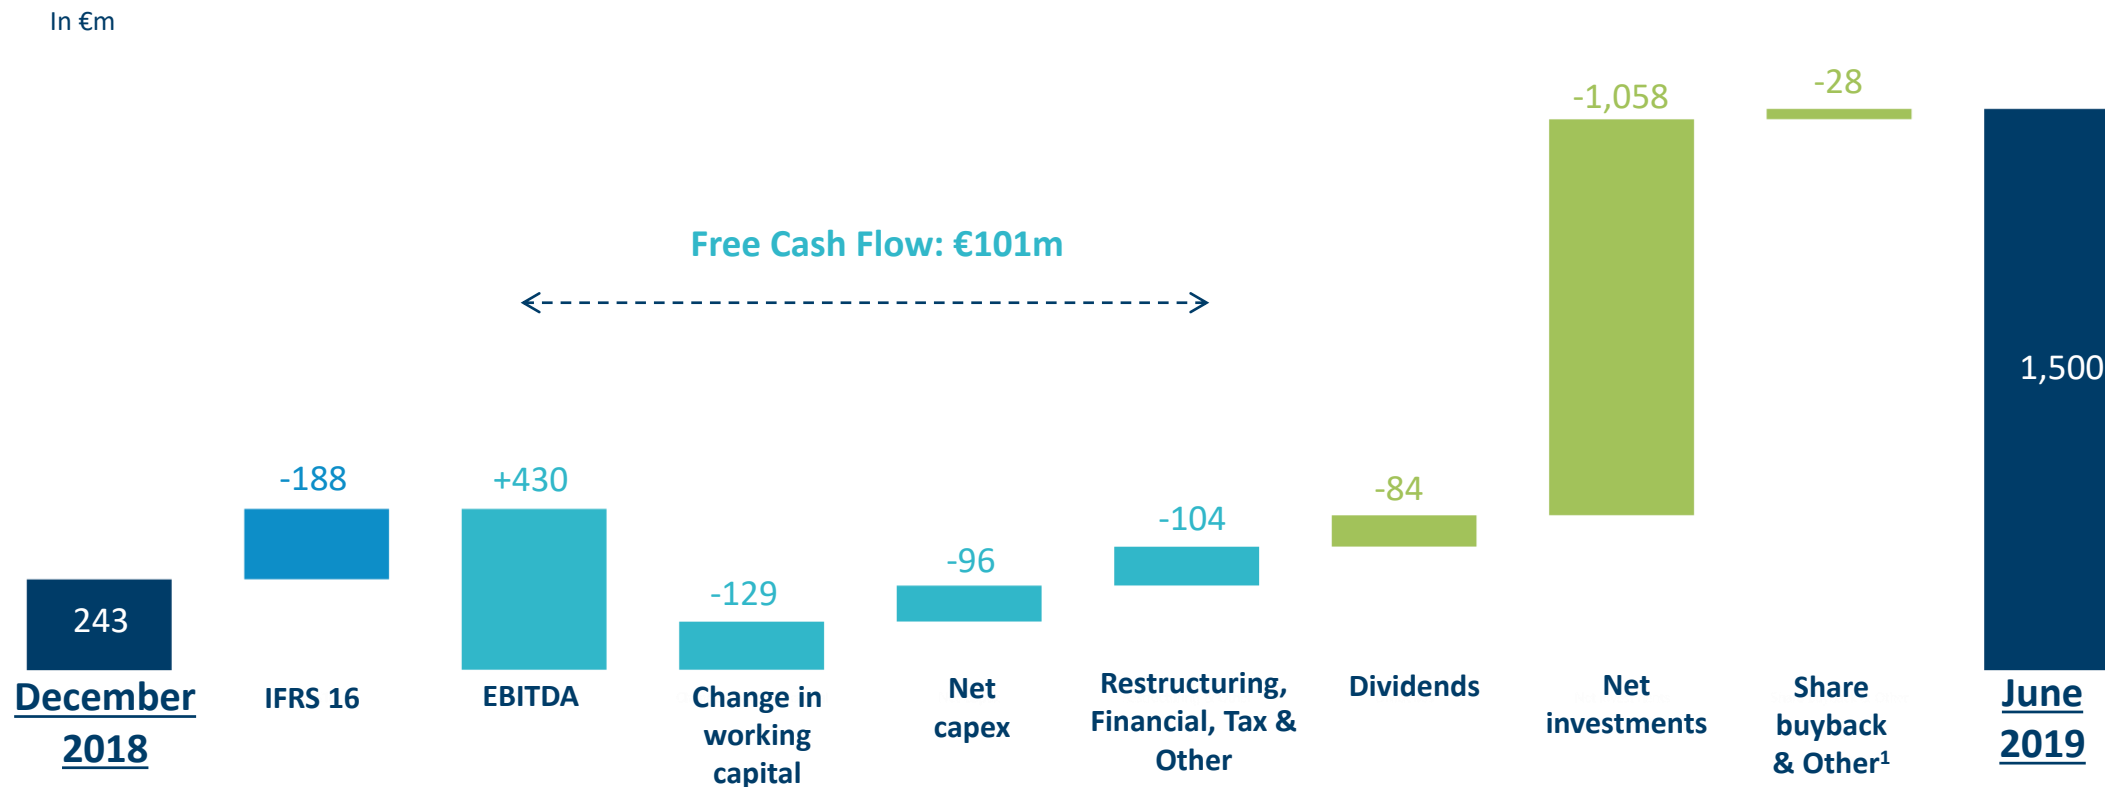 In €m
-1,058
-28
Free Cash Flow: €101m
1,500
-188
+430
-84
-104
-96
-129
243
December
2018
IFRS 16
EBITDA
Change in
working
capital
Net
capex
Restructuring,
Financial, Tax &
Other
Dividends
Net
investments
Share
buyback
& Other¹
June
2019